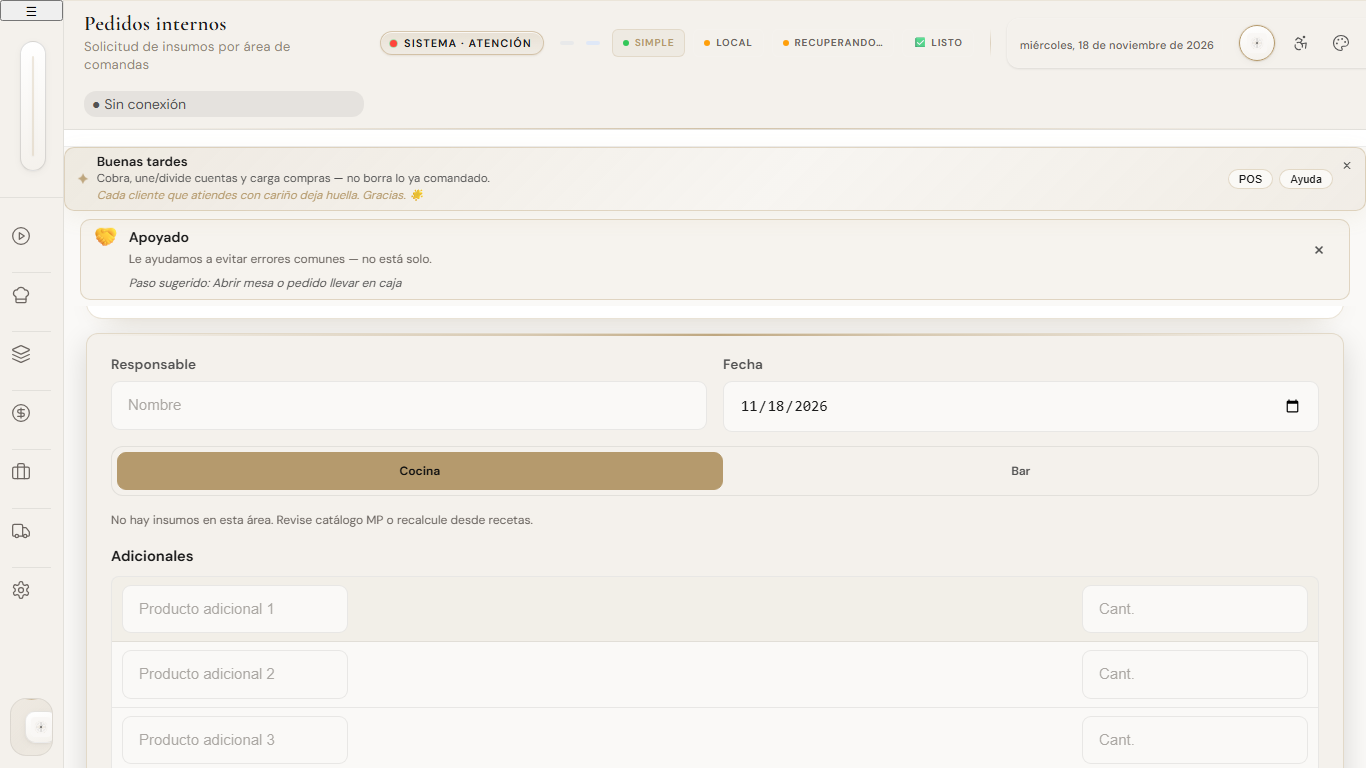 ☰
Pedidos internos
Solicitud de insumos por área de
comandas
SISTEMA · ATENCIÓN
SIMPLE
LOCAL
RECUPERANDO…
✅ LISTO
miércoles, 18 de noviembre de 2026
● Sin conexión
Buenas tardes
Cobra, une/divide cuentas y carga compras — no borra lo ya comandado.
Cada cliente que atiendes con cariño deja huella. Gracias. ☀️
POS
Ayuda
×
Apoyado
Le ayudamos a evitar errores comunes — no está solo.
Paso sugerido: Abrir mesa o pedido llevar en caja
×
Responsable
Fecha
Nombre
11/18/2026
Cocina
Bar
No hay insumos en esta área. Revise catálogo MP o recalcule desde recetas.
Adicionales
Producto adicional 1
Cant.
Producto adicional 2
Cant.
Producto adicional 3
Cant.